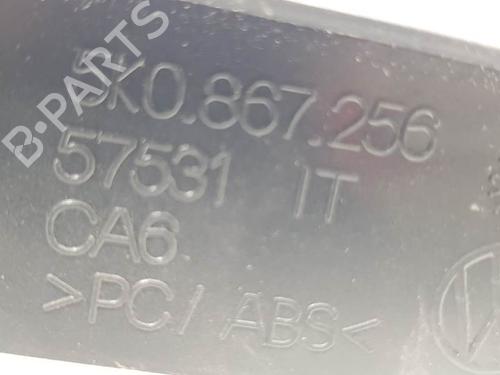 B-PARTS
5K0.867.256
57531 IT
CA6
>PC/ABS<